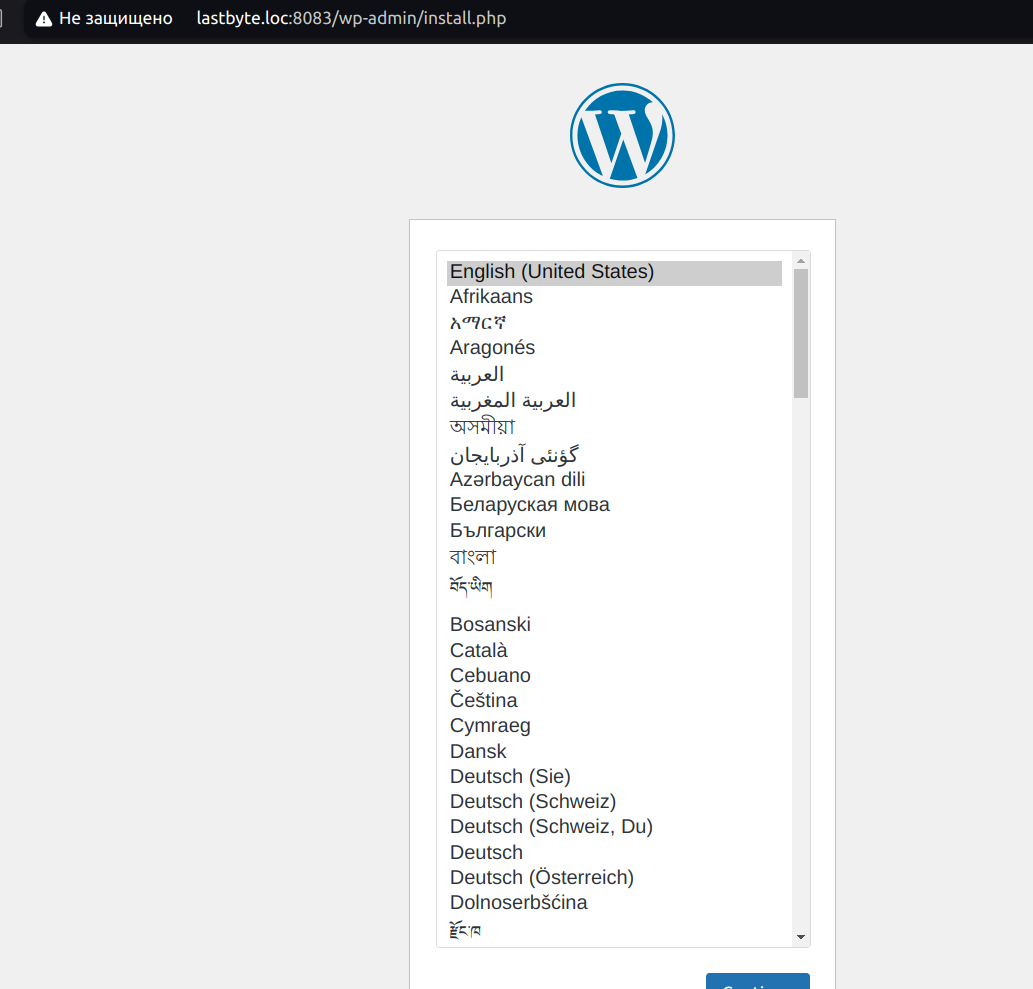 Не защищено lastbyte.loc:8083/wp-admin/install.php
English (United States)
Afrikaans
አማርኛ
Aragonés
العربية
العربية المغربية
অসমীয়া
گؤنئی آذربایجان
Azərbaycan dili
Беларуская мова
Български
বাংলা
བོད་ཡིག
Bosanski
Català
Cebuano
Čeština
Cymraeg
Dansk
Deutsch (Sie)
Deutsch (Schweiz)
Deutsch (Schweiz, Du)
Deutsch
Deutsch (Österreich)
Dolnoserbšćina
རྫོང་ཁ